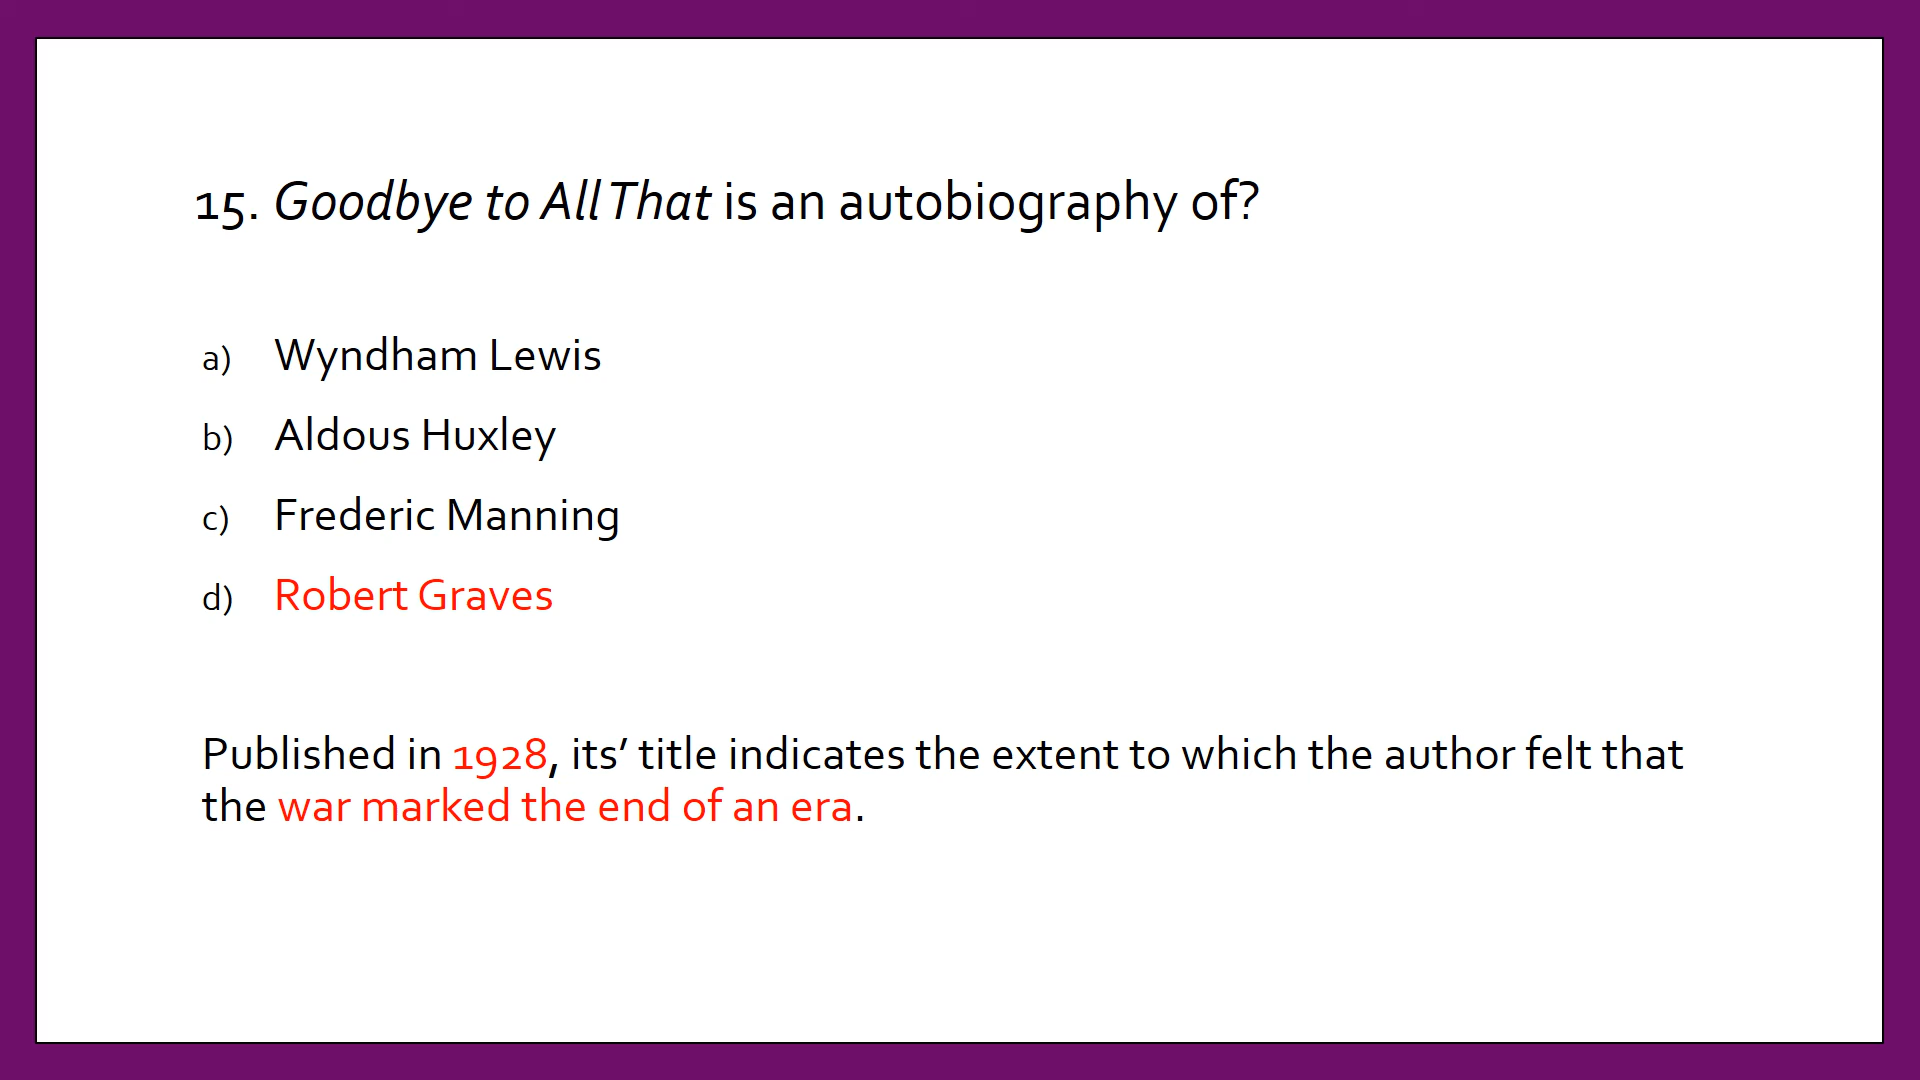 15. Goodbye to All That is an autobiography of?
a) Wyndham Lewis
b) Aldous Huxley
c) Frederic Manning
d) Robert Graves
Published in 1928, its’ title indicates the extent to which the author felt that
the war marked the end of an era.